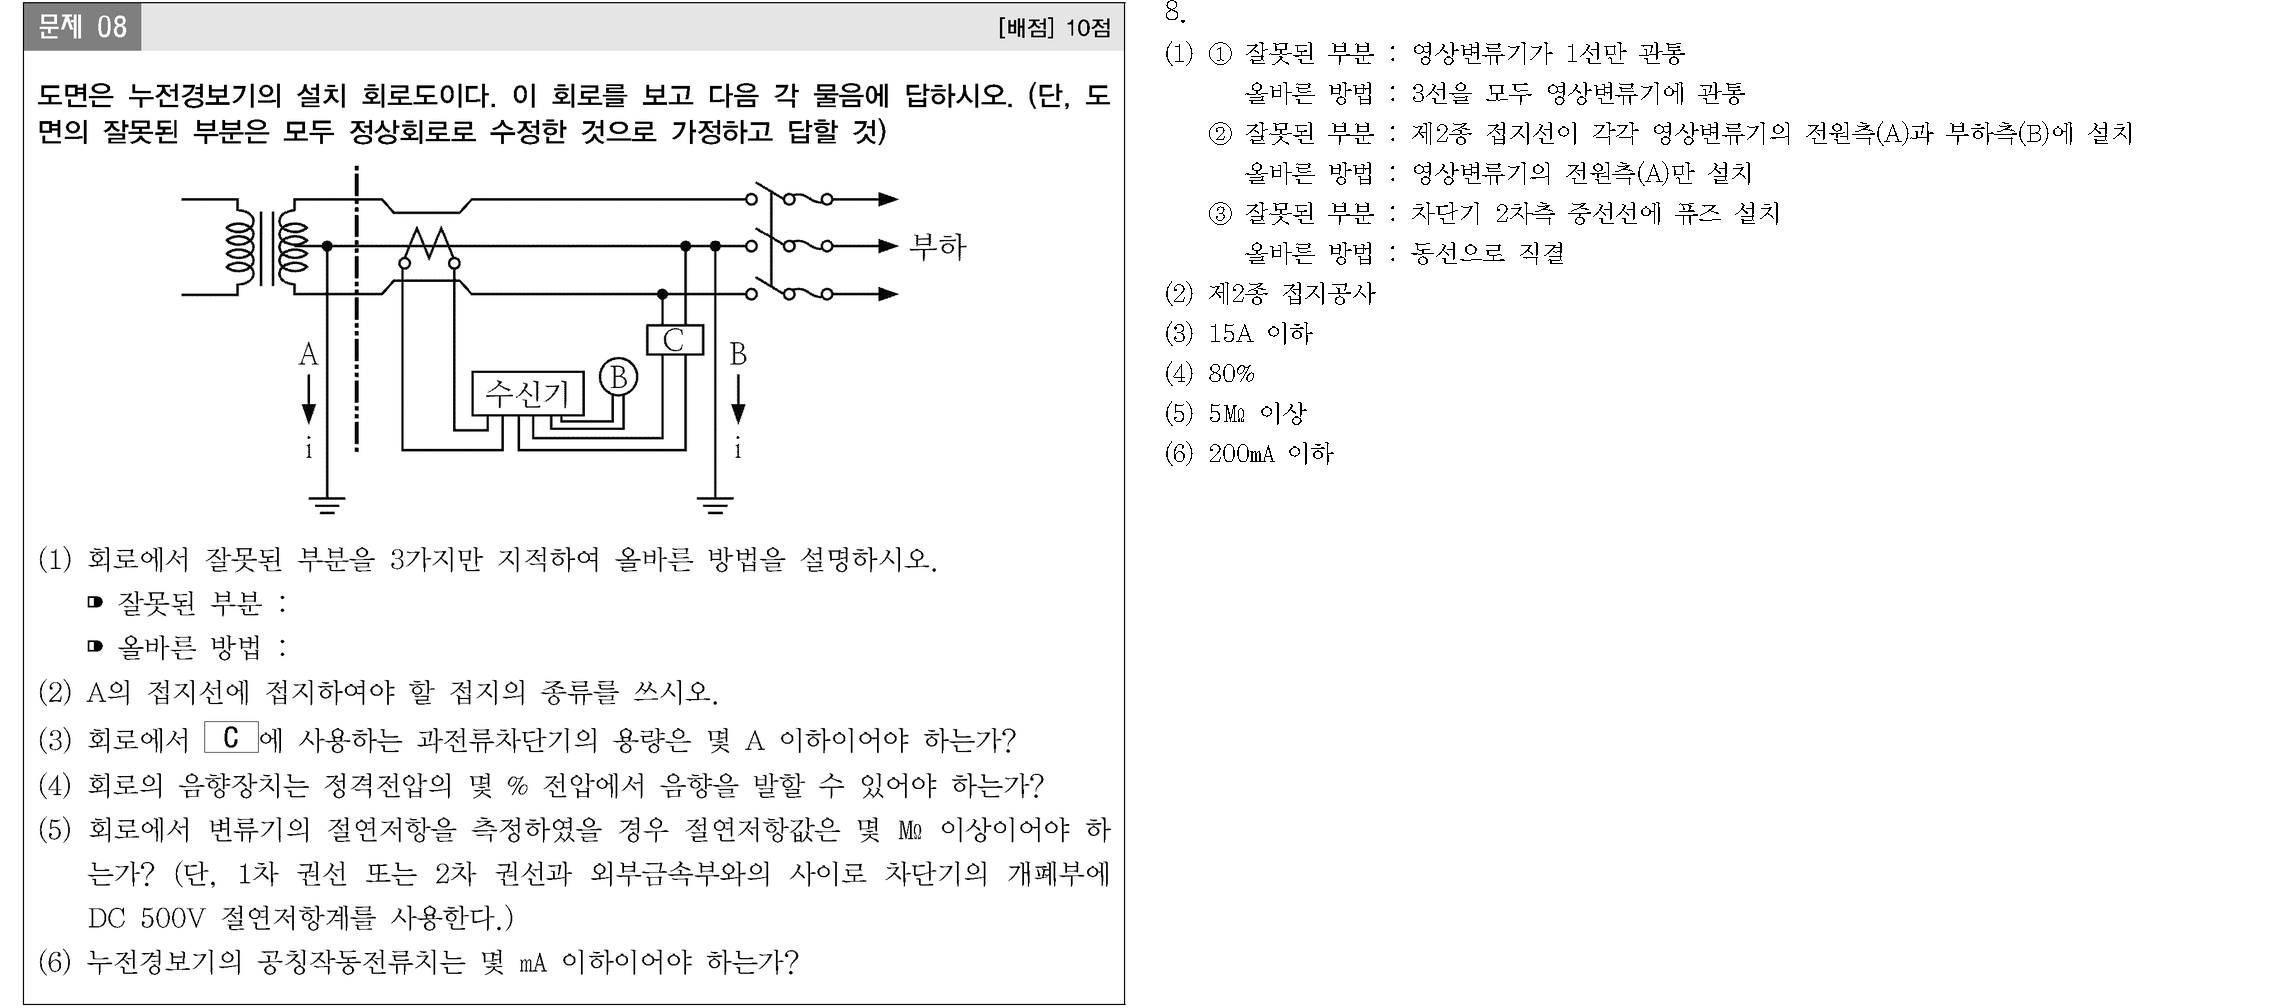 문제 08
[배점] 10점
도면은 누전경보기의 설치 회로도이다. 이 회로를 보고 다음 각 물음에 답하시오. (단, 도
면의 잘못된 부분은 모두 정상회로로 수정한 것으로 가정하고 답할 것)
부하
C
A
B
수신기
B
i
i
(1) 회로에서 잘못된 부분을 3가지만 지적하여 올바른 방법을 설명하시오.
잘못된 부분 :
올바른 방법 :
(2) A의 접지선에 접지하여야 할 접지의 종류를 쓰시오.
(3) 회로에서 C 에 사용하는 과전류차단기의 용량은 몇 A 이하이어야 하는가?
(4) 회로의 음향장치는 정격전압의 몇 % 전압에서 음향을 발할 수 있어야 하는가?
(5) 회로에서 변류기의 절연저항을 측정하였을 경우 절연저항값은 몇 MΩ 이상이어야 하
는가? (단, 1차 권선 또는 2차 권선과 외부금속부와의 사이로 차단기의 개폐부에
DC 500V 절연저항계를 사용한다.)
(6) 누전경보기의 공칭작동전류치는 몇 mA 이하이어야 하는가?
8.
(1) ① 잘못된 부분 : 영상변류기가 1선만 관통
올바른 방법 : 3선을 모두 영상변류기에 관통
② 잘못된 부분 : 제2종 접지선이 각각 영상변류기의 전원측(A)과 부하측(B)에 설치
올바른 방법 : 영상변류기의 전원측(A)만 설치
③ 잘못된 부분 : 차단기 2차측 중선선에 퓨즈 설치
올바른 방법 : 동선으로 직결
(2) 제2종 접지공사
(3) 15A 이하
(4) 80%
(5) 5MΩ 이상
(6) 200mA 이하